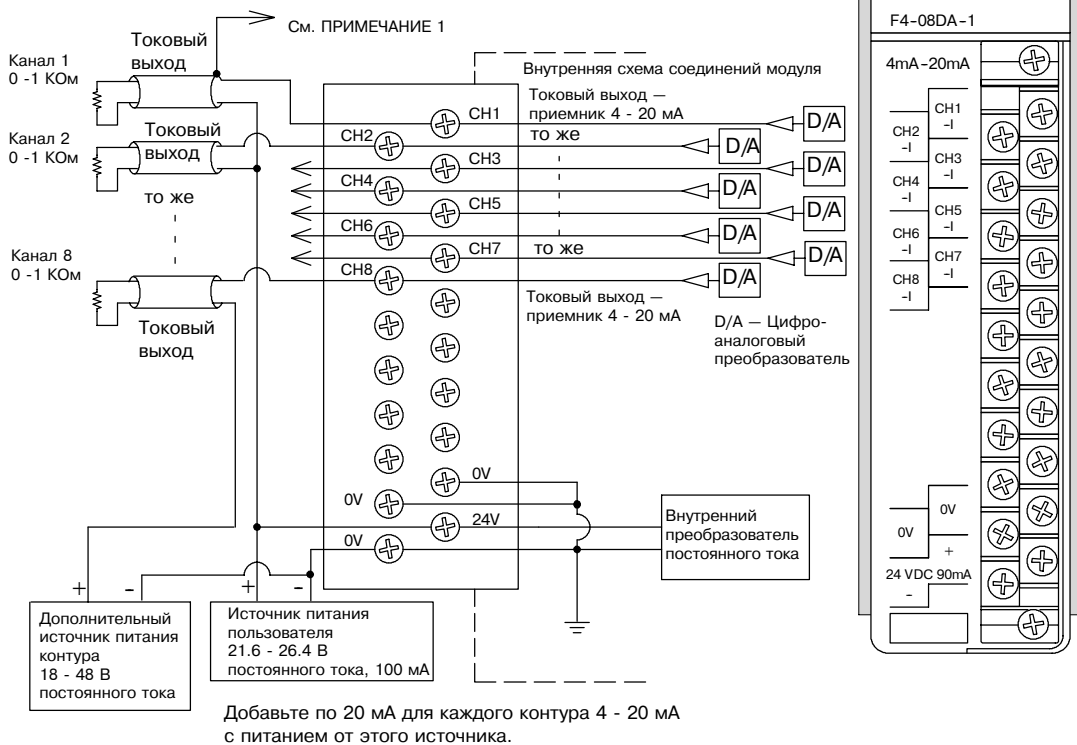 См. ПРИМЕЧАНИЕ 1
Канал 1
0 -1 КОм
Токовый
выход
Канал 2
0 -1 КОм
Токовый
выход
то же
Канал 8
0 -1 КОм
Токовый
выход
Внутренняя схема соединений модуля
Токовый выход —
приемник 4 - 20 мА
то же
то же
Токовый выход —
приемник 4 - 20 мА
CH1
CH2
CH3
CH4
CH5
CH6
CH7
CH8
D/A
D/A
D/A
D/A
D/A
D/A
D/A
D/A
D/A — Цифро-
аналоговый
преобразователь
0V
0V
24V
0V
Внутренний
преобразователь
постоянного тока
+
-
+
-
Дополнительный
источник питания
контура
18 - 48 В
постоянного тока
Источник питания
пользователя
21.6 - 26.4 В
постоянного тока, 100 мА
Добавьте по 20 мА для каждого контура 4 - 20 мА
с питанием от этого источника.
F4-08DA-1
4mA-20mA
CH1
-I
CH2
-I
CH3
-I
CH4
-I
CH5
-I
CH6
-I
CH7
-I
CH8
-I
0V
0V
+
24 VDC 90mA
-